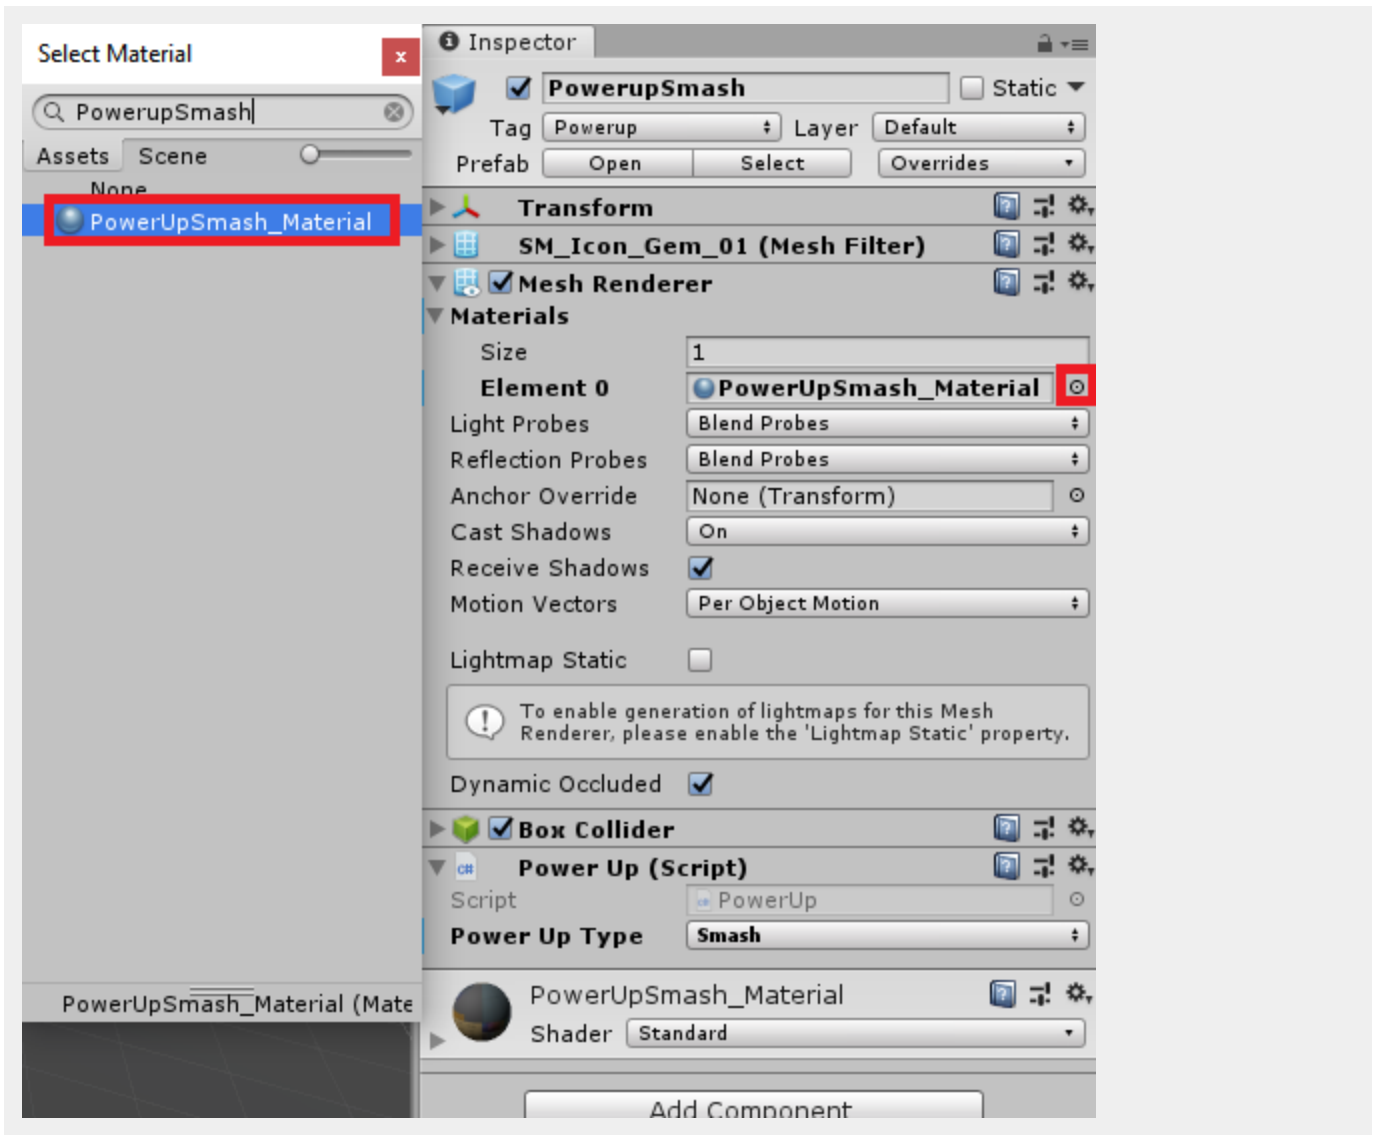 Select Material
x
PowerupSmash
Assets Scene
None
PowerUpSmash_Material
PowerUpSmash_Material (Mate
Inspector
PowerupSmash Static
Tag Powerup Layer Default
Prefab Open Select Overrides
Transform
SM_Icon_Gem_01 (Mesh Filter)
Mesh Renderer
Materials
Size 1
Element 0 PowerUpSmash_Material
Light Probes Blend Probes
Reflection Probes Blend Probes
Anchor Override None (Transform)
Cast Shadows On
Receive Shadows
Motion Vectors Per Object Motion
Lightmap Static
To enable generation of lightmaps for this Mesh
Renderer, please enable the 'Lightmap Static' property.
Dynamic Occluded
Box Collider
C# Power Up (Script)
Script PowerUp
Power Up Type Smash
PowerUpSmash_Material
Shader Standard
Add Component